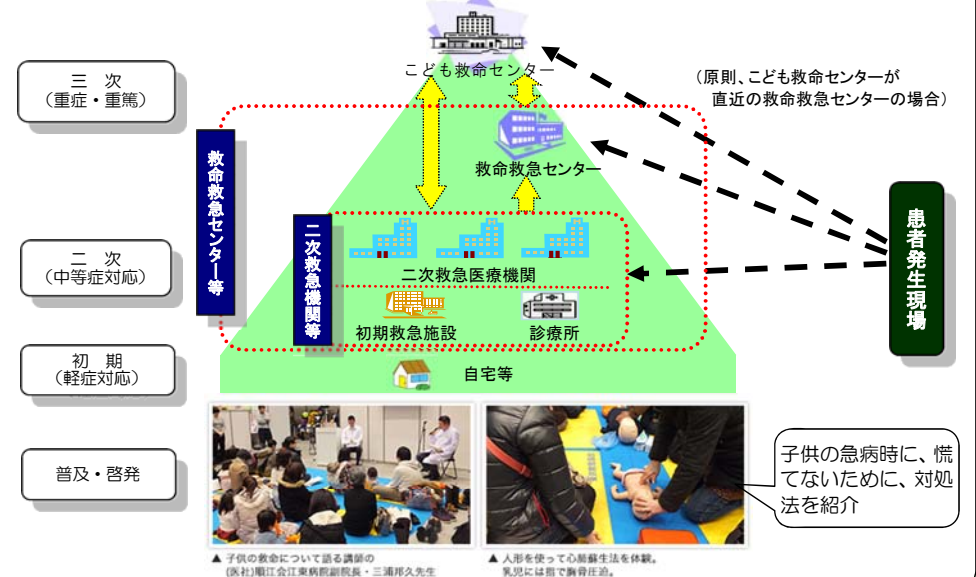 こども救命センター
三　次
（重症・重篤）
（原則、こども救命センターが
直近の救命救急センターの場合）
救命救急センター等
救命救急センター
患者発生現場
二次救急機関等
二　次
（中等症対応）
二次救急医療機関
初期救急施設
診療所
初　期
（軽症対応）
自宅等
普及・啓発
子供の急病時に、慌
てないために、対処
法を紹介
▲ 子供の救命について語る講師の
(医社)順江会江東病院副院長・三浦邦久先生
▲ 人形を使って心肺蘇生法を体験。
乳児には指で胸骨圧迫。